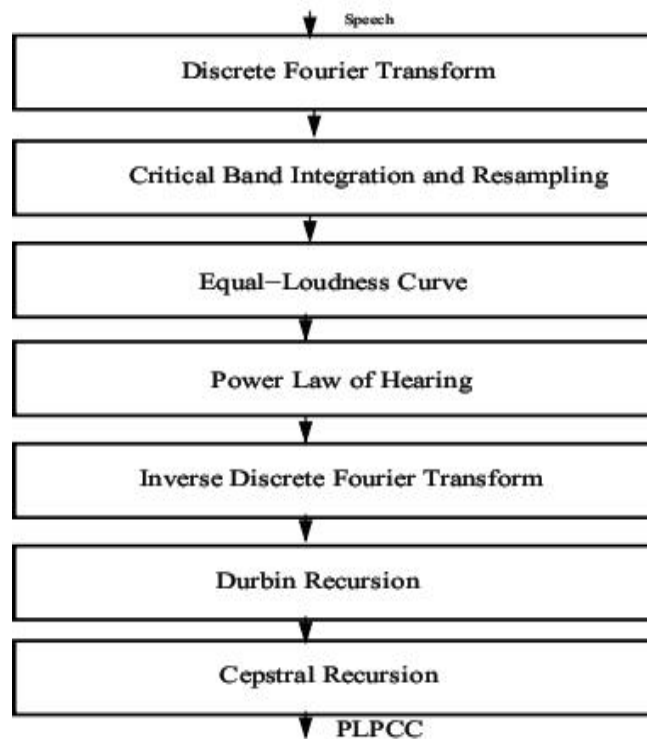 Speech
Discrete Fourier Transform
Critical Band Integration and Resampling
Equal−Loudness Curve
Power Law of Hearing
Inverse Discrete Fourier Transform
Durbin Recursion
Cepstral Recursion
PLPCC